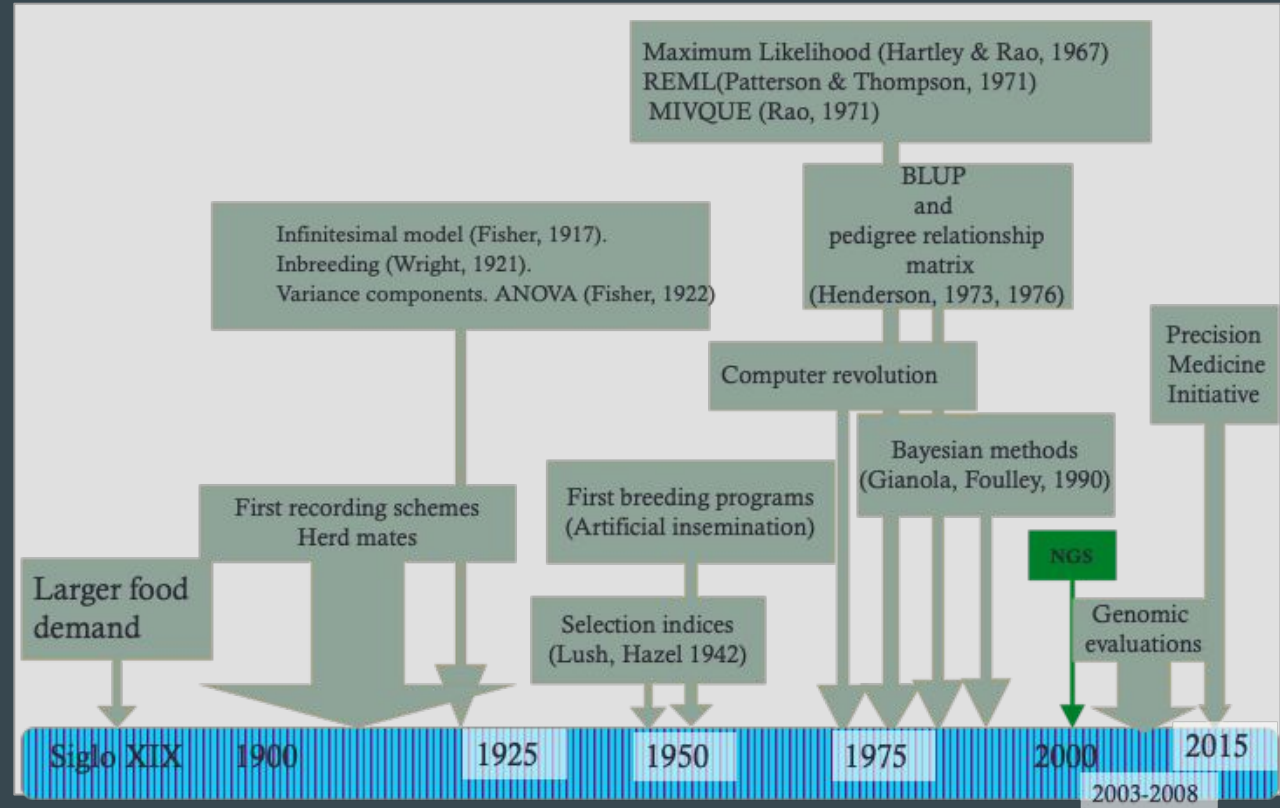 Maximum Likelihood (Hartley & Rao, 1967)
REML(Patterson & Thompson, 1971)
MIVQUE (Rao, 1971)
BLUP
and
pedigree relationship
matrix
(Henderson, 1973, 1976)
Infinitesimal model (Fisher, 1917).
Inbreeding (Wright, 1921).
Variance components. ANOVA (Fisher, 1922)
Precision
Medicine
Initiative
Computer revolution
Bayesian methods
(Gianola, Foulley, 1990)
First breeding programs
(Artificial insemination)
First recording schemes
Herd mates
NGS
Larger food
demand
Selection indices
(Lush, Hazel 1942)
Genomic
evaluations
Siglo XIX
1900
1925
1950
1975
2000
2015
2003-2008